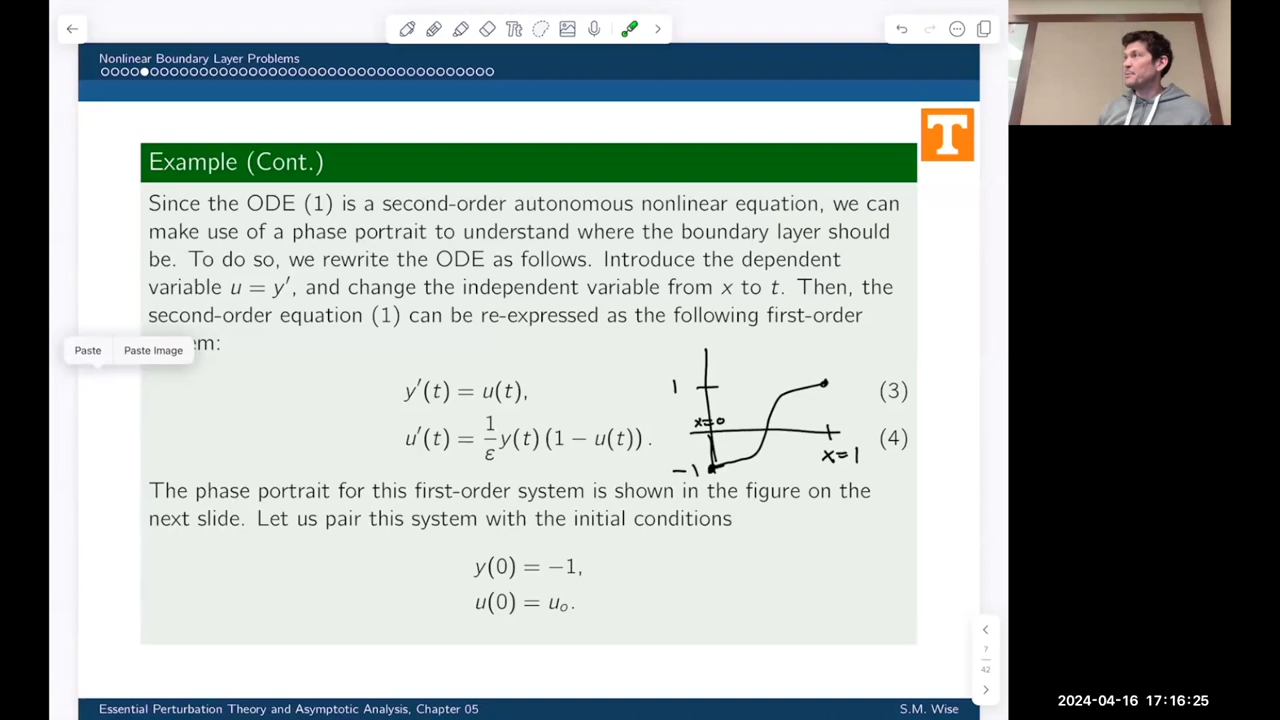 Nonlinear Boundary Layer Problems
T
Example (Cont.)
Since the ODE (1) is a second-order autonomous nonlinear equation, we can
make use of a phase portrait to understand where the boundary layer should
be. To do so, we rewrite the ODE as follows. Introduce the dependent
variable u = y′, and change the independent variable from x to t. Then, the
second-order equation (1) can be re-expressed as the following first-order
em:
Paste Paste Image
y′(t) = u(t), (3)
u′(t) = 1/ε y(t) (1 − u(t)). (4)
1
x=0
-1
x=1
The phase portrait for this first-order system is shown in the figure on the
next slide. Let us pair this system with the initial conditions
y(0) = −1,
u(0) = uₒ.
7
42
Essential Perturbation Theory and Asymptotic Analysis, Chapter 05 S.M. Wise
2024-04-16 17:16:25